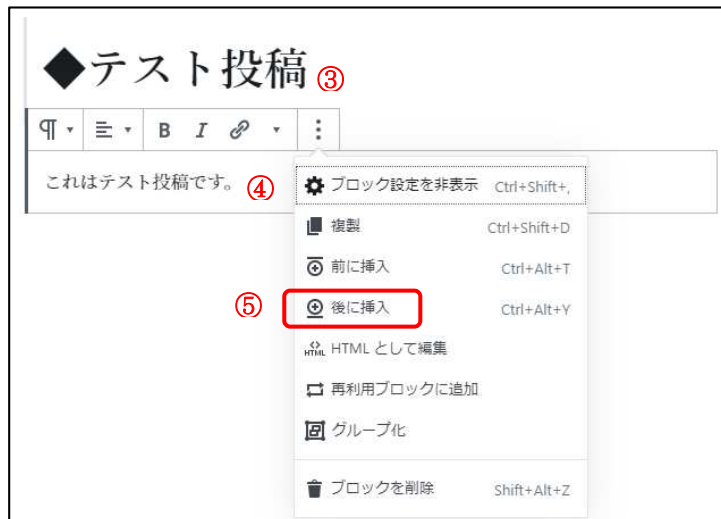 ◆テスト投稿 ③
B I
これはテスト投稿です。 ④
ブロック設定を非表示 Ctrl+Shift+,
複製 Ctrl+Shift+D
前に挿入 Ctrl+Alt+T
⑤ 後に挿入 Ctrl+Alt+Y
HTML HTML として編集
再利用ブロックに追加
グループ化
ブロックを削除 Shift+Alt+Z